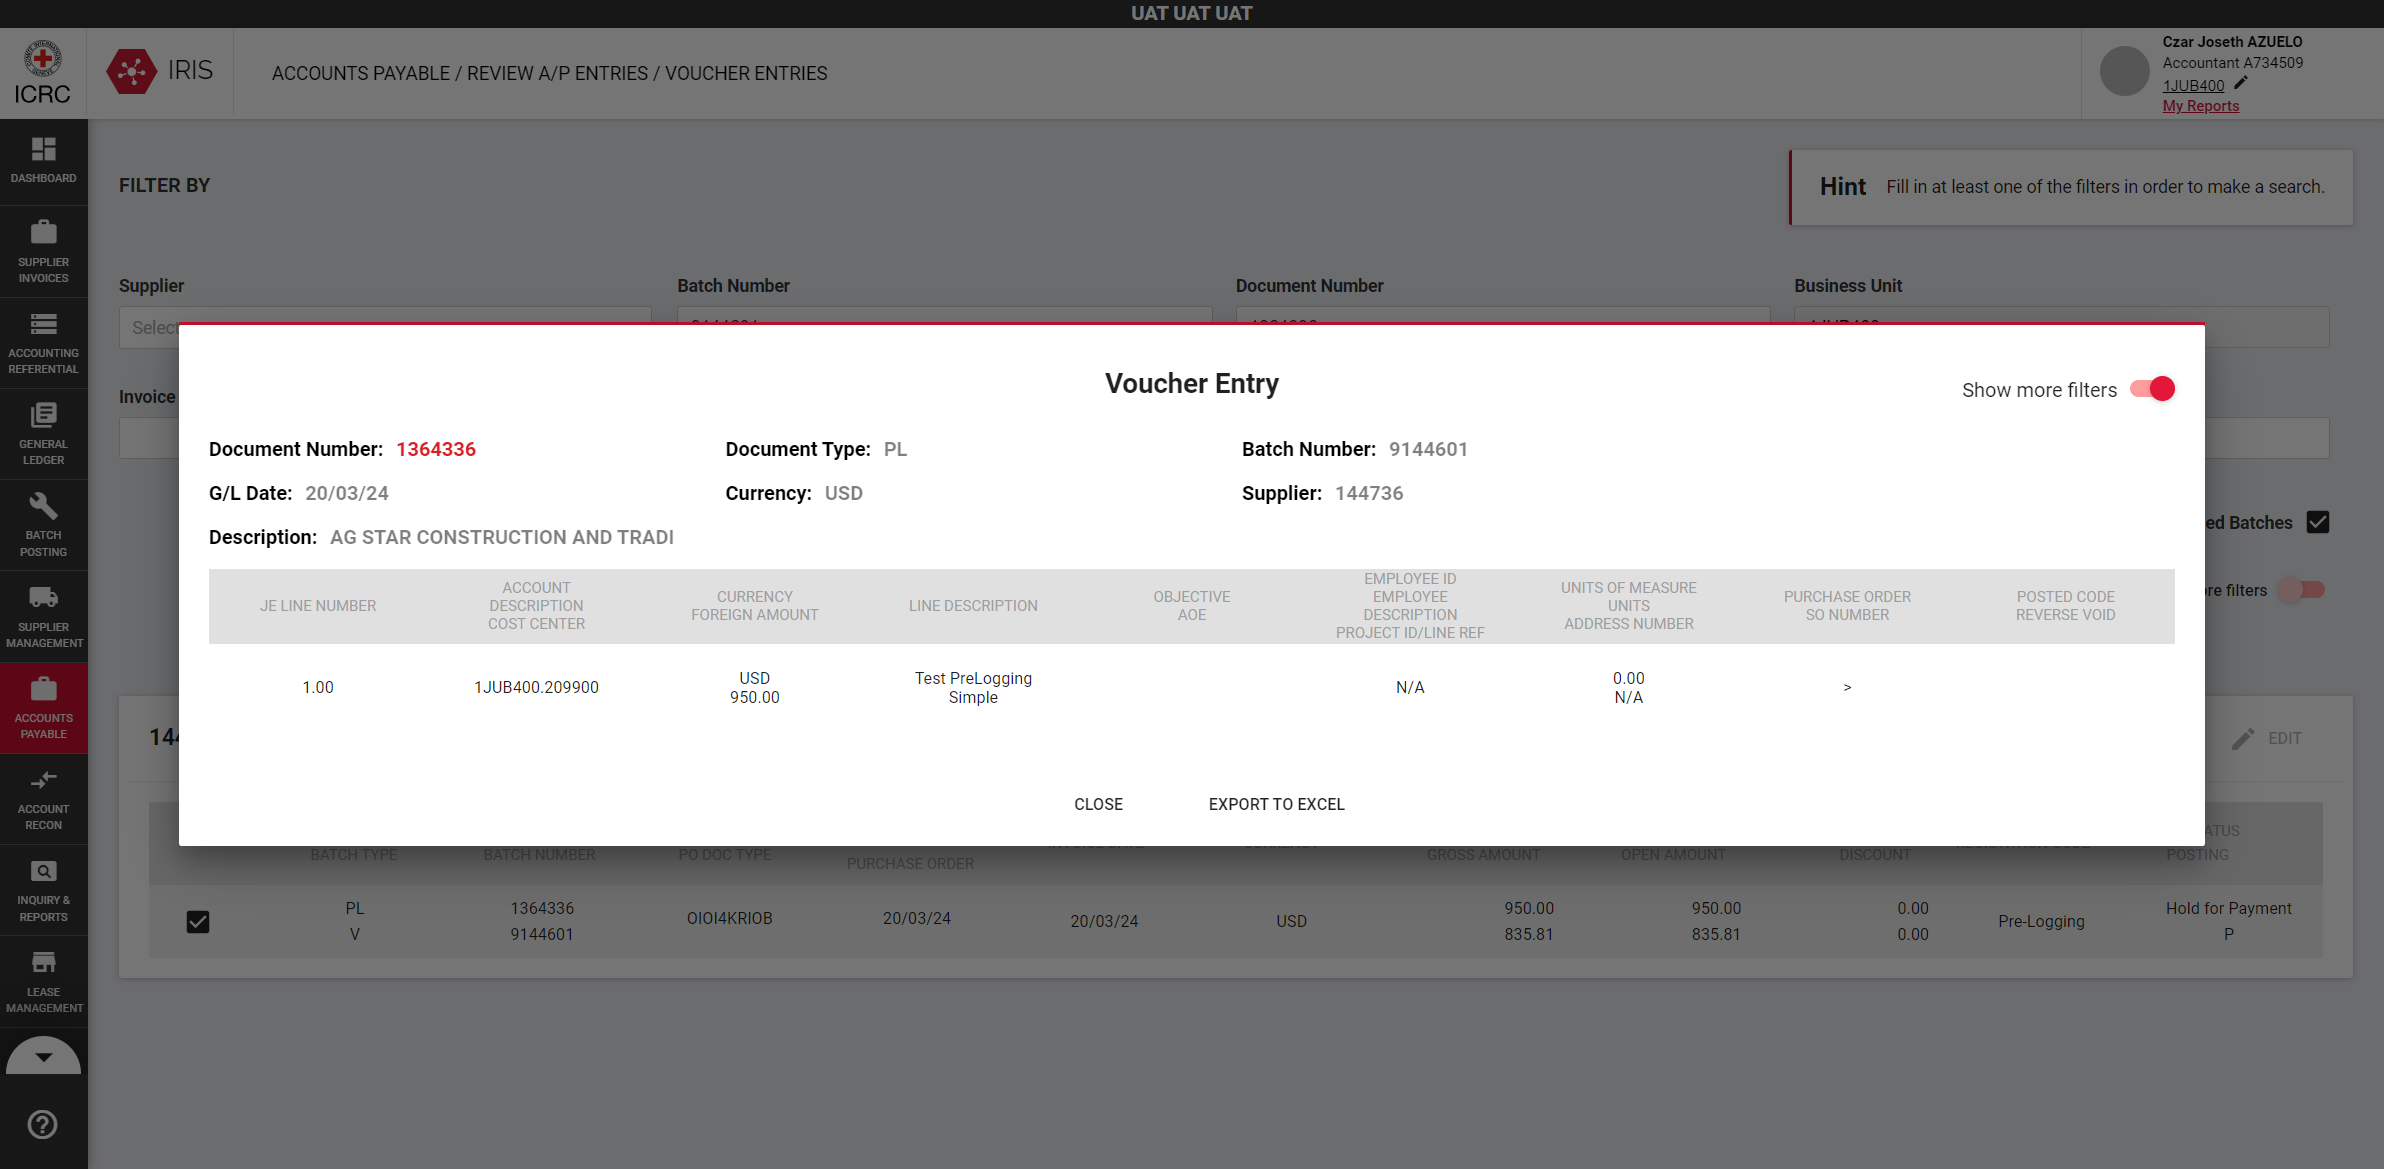 UAT UAT UAT
ICRC
IRIS
ACCOUNTS PAYABLE / REVIEW A/P ENTRIES / VOUCHER ENTRIES
Czar Joseth AZUELO
Accountant A734509
1JUB400
My Reports
DASHBOARD
SUPPLIER
INVOICES
ACCOUNTING
REFERENTIAL
GENERAL
LEDGER
BATCH
POSTING
SUPPLIER
MANAGEMENT
ACCOUNTS
PAYABLE
ACCOUNT
RECON
INQUIRY &
REPORTS
LEASE
MANAGEMENT
FILTER BY
Hint Fill in at least one of the filters in order to make a search.
Supplier
Batch Number
Document Number
Business Unit
Select
1JUB400
Invoice
Voucher Entry
Show more filters
Document Number: 1364336
Document Type: PL
Batch Number: 9144601
G/L Date: 20/03/24
Currency: USD
Supplier: 144736
Description: AG STAR CONSTRUCTION AND TRADI
ed Batches
re filters
JE LINE NUMBER
ACCOUNT
DESCRIPTION
COST CENTER
CURRENCY
FOREIGN AMOUNT
LINE DESCRIPTION
OBJECTIVE
AOE
EMPLOYEE ID
EMPLOYEE
DESCRIPTION
PROJECT ID/LINE REF
UNITS OF MEASURE
UNITS
ADDRESS NUMBER
PURCHASE ORDER
SO NUMBER
POSTED CODE
REVERSE VOID
1.00
1JUB400.209900
USD
950.00
Test PreLogging
Simple
N/A
0.00
N/A
>
CLOSE
EXPORT TO EXCEL
EDIT
BATCH TYPE
BATCH NUMBER
PO DOC TYPE
PURCHASE ORDER
GROSS AMOUNT
OPEN AMOUNT
DISCOUNT
ATUS
POSTING
PL
V
1364336
9144601
OIOI4KRIOB
20/03/24
20/03/24
USD
950.00
835.81
950.00
835.81
0.00
0.00
Pre-Logging
Hold for Payment
P